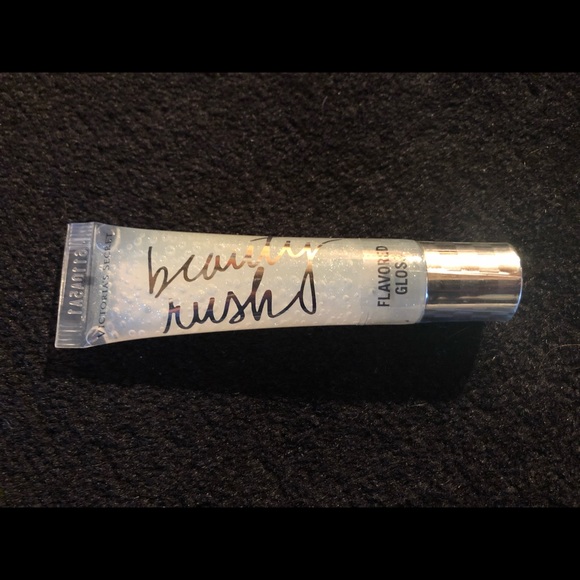 VICTORIA'S SECRET
beauty
rush
FLAVORED
GLOSS